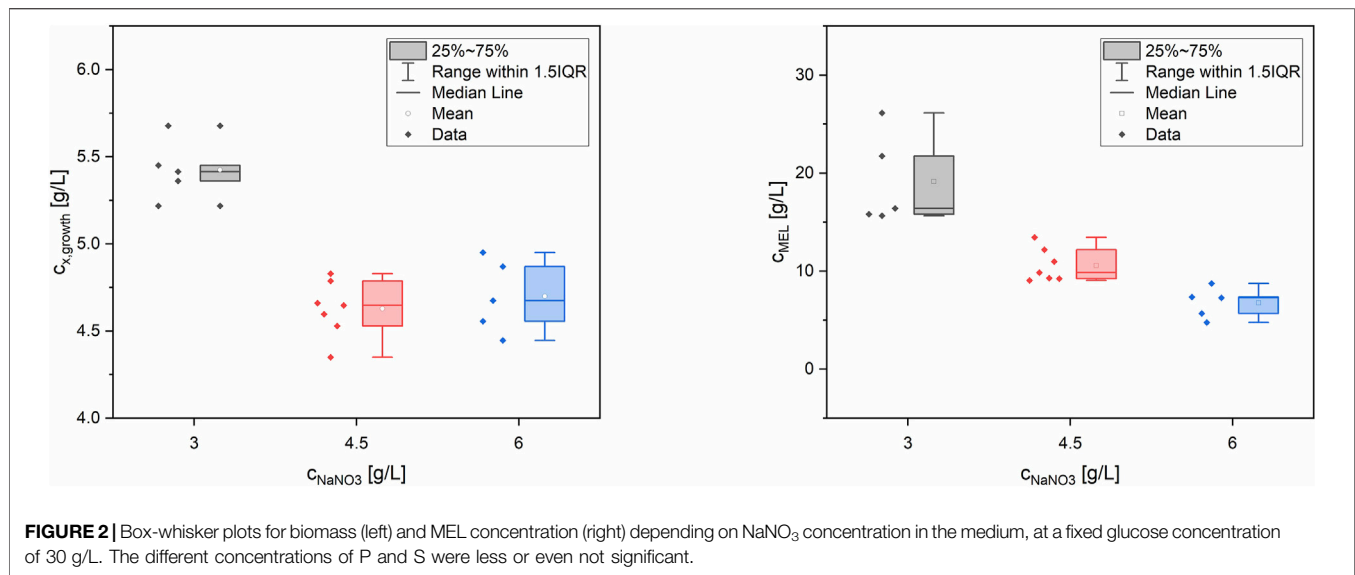 25%~75%
Range within 1.5IQR
Median Line
Mean
Data
6.0
5.5
5.0
4.5
4.0
c_x,growth [g/L]
3
4.5
6
c_NaNO3 [g/L]
25%~75%
Range within 1.5IQR
Median Line
Mean
Data
30
20
10
0
c_MEL [g/L]
3
4.5
6
c_NaNO3 [g/L]
FIGURE 2 | Box-whisker plots for biomass (left) and MEL concentration (right) depending on NaNO₃ concentration in the medium, at a fixed glucose concentration
of 30 g/L. The different concentrations of P and S were less or even not significant.